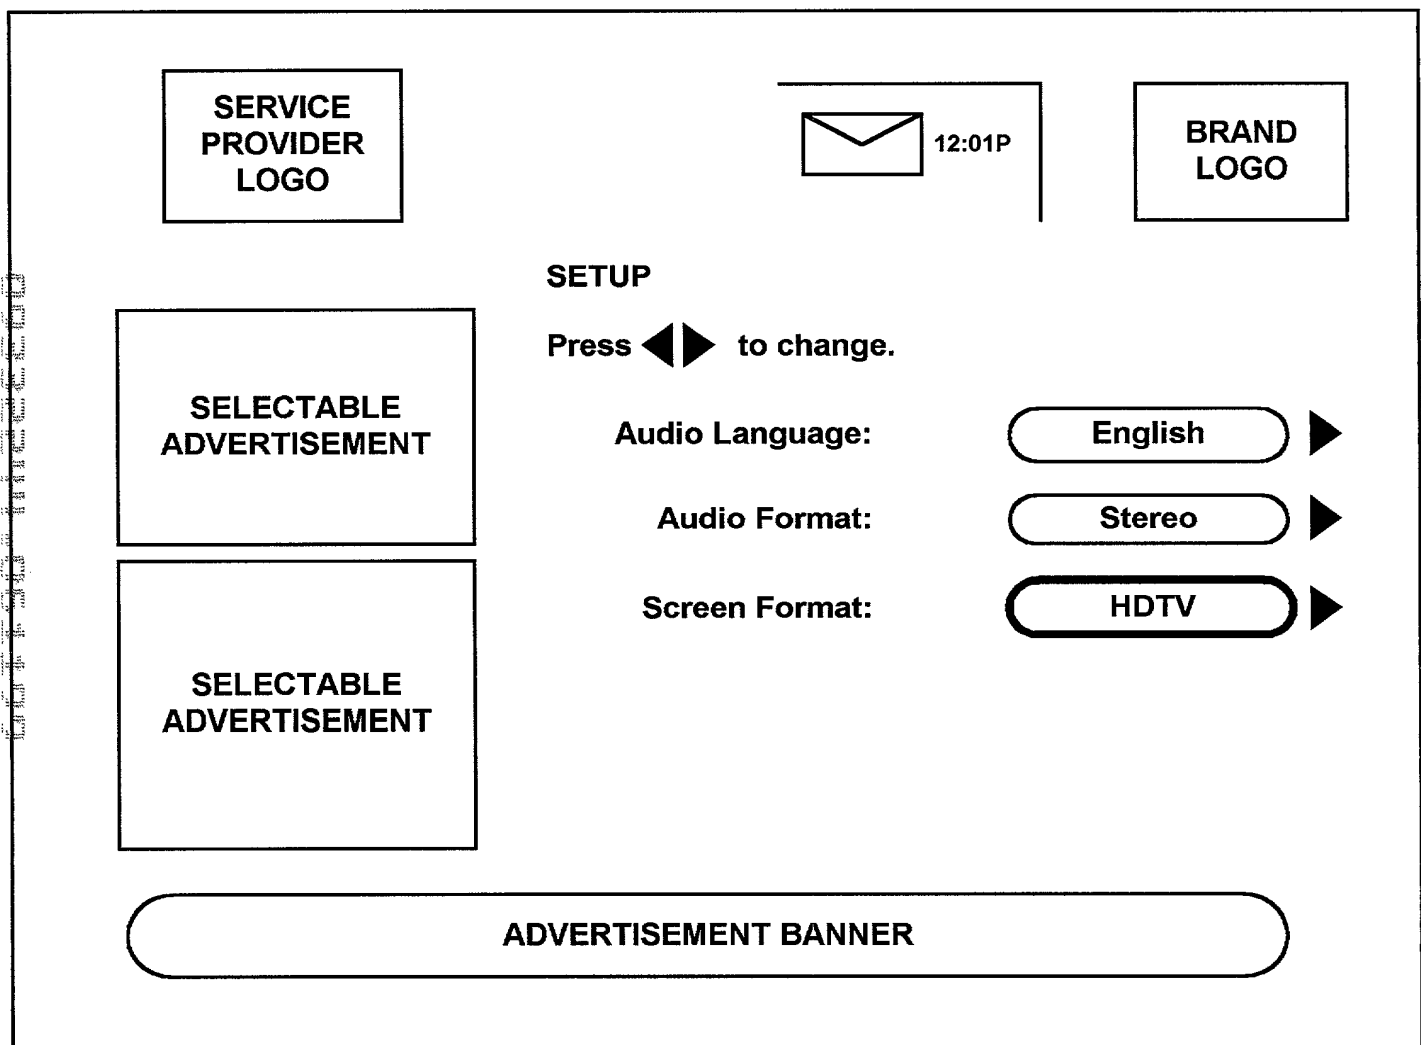 SERVICE
PROVIDER
LOGO
12:01P
BRAND
LOGO
SETUP
Press ◀▶ to change.
SELECTABLE
ADVERTISEMENT
Audio Language: English ▶
Audio Format: Stereo ▶
Screen Format: HDTV ▶
SELECTABLE
ADVERTISEMENT
ADVERTISEMENT BANNER